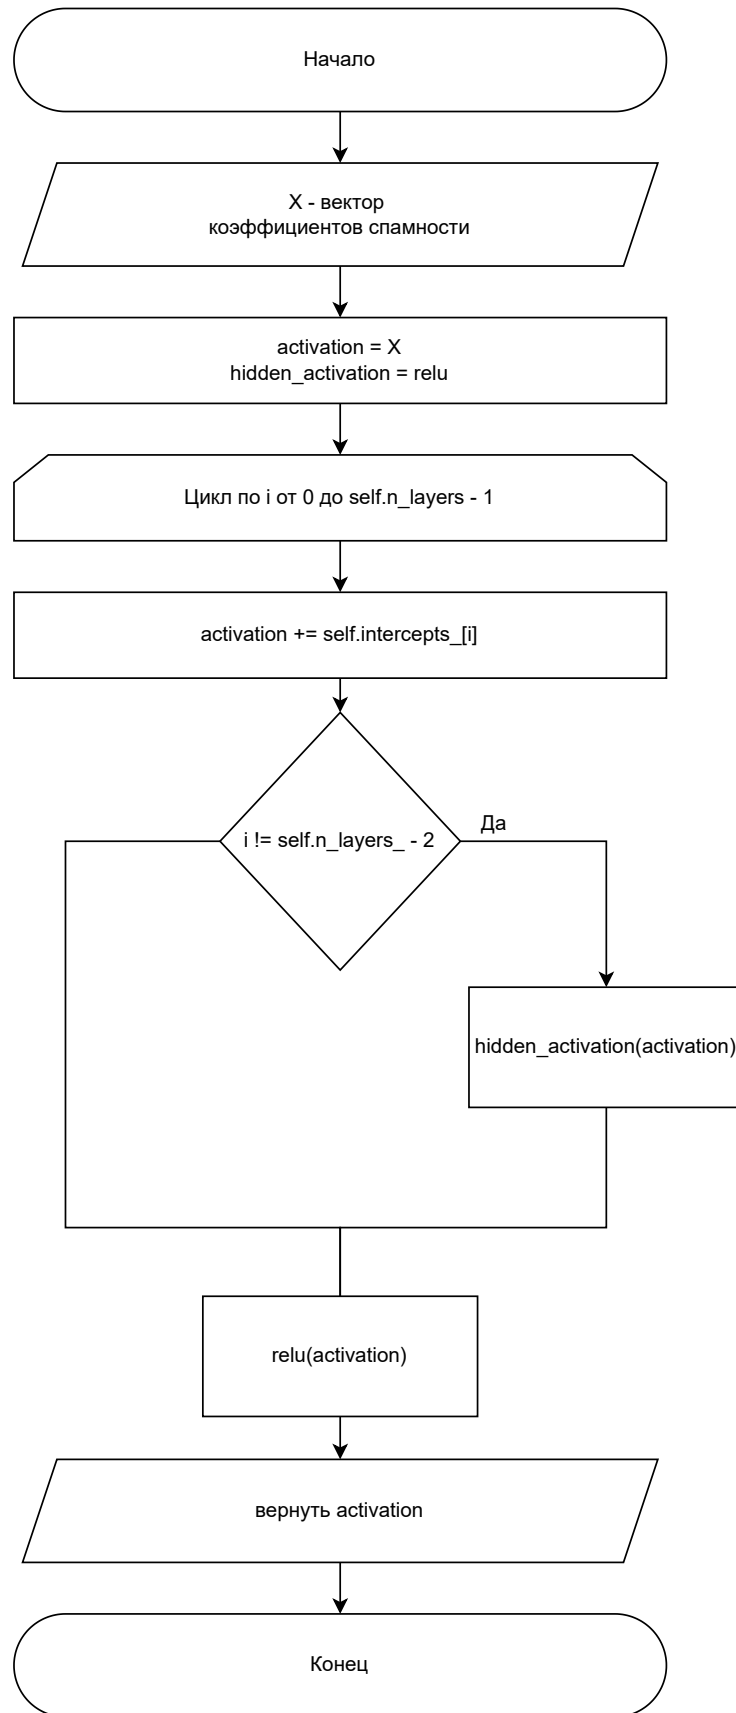 Начало
X - вектор
коэффициентов спамности
activation = X
hidden_activation = relu
Цикл по i от 0 до self.n_layers - 1
activation += self.intercepts_[i]
i != self.n_layers_ - 2
Да
hidden_activation(activation)
relu(activation)
вернуть activation
Конец